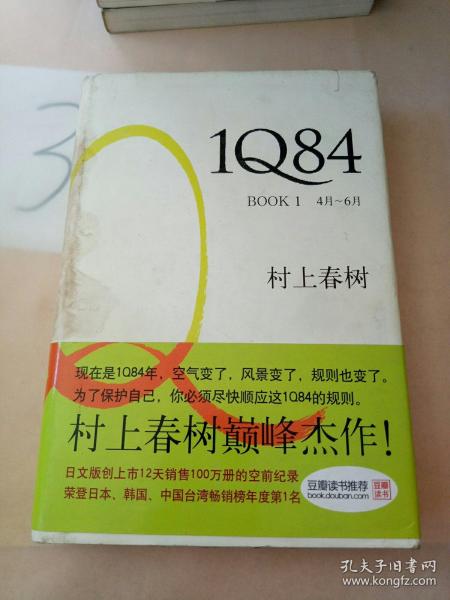 3
1Q84
BOOK 1 4月~6月
村上春树
现在是1Q84年，空气变了，风景变了，规则也变了。
为了保护自己，你必须尽快顺应这1Q84的规则。
村上春树巅峰杰作！
日文版创上市12天销售100万册的空前纪录
荣登日本、韩国、中国台湾畅销榜年度第1名
豆瓣读书推荐
book.douban.com
豆瓣
读书
孔夫子旧书网
www.kongfz.com